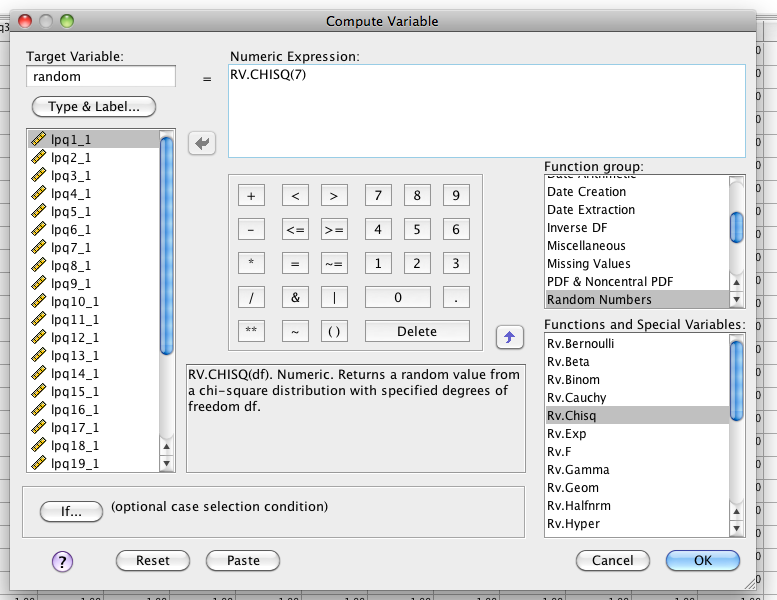 Compute Variable
Target Variable:
random
=
Numeric Expression:
RV.CHISQ(7)
Type & Label...
lpq1_1
lpq2_1
lpq3_1
lpq4_1
lpq5_1
lpq6_1
lpq7_1
lpq8_1
lpq9_1
lpq10_1
lpq11_1
lpq12_1
lpq13_1
lpq14_1
lpq15_1
lpq16_1
lpq17_1
lpq18_1
lpq19_1
+ < > 7 8 9
- <= >= 4 5 6
* = ~= 1 2 3
/ & | 0 .
** ~ ( ) Delete
Function group:
Date Arithmetic
Date Creation
Date Extraction
Inverse DF
Miscellaneous
Missing Values
PDF & Noncentral PDF
Random Numbers
RV.CHISQ(df). Numeric. Returns a random value from
a chi-square distribution with specified degrees of
freedom df.
Functions and Special Variables:
Rv.Bernoulli
Rv.Beta
Rv.Binom
Rv.Cauchy
Rv.Chisq
Rv.Exp
Rv.F
Rv.Gamma
Rv.Geom
Rv.Halfnrm
Rv.Hyper
If...
(optional case selection condition)
?
Reset
Paste
Cancel
OK